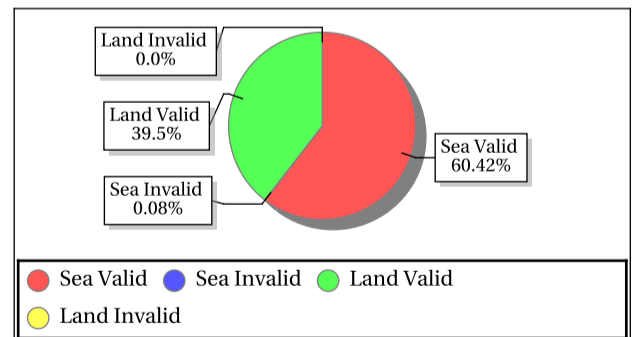 Land Invalid
0.0%
Land Valid
39.5%
Sea Valid
60.42%
Sea Invalid
0.08%
Sea Valid Sea Invalid Land Valid
Land Invalid